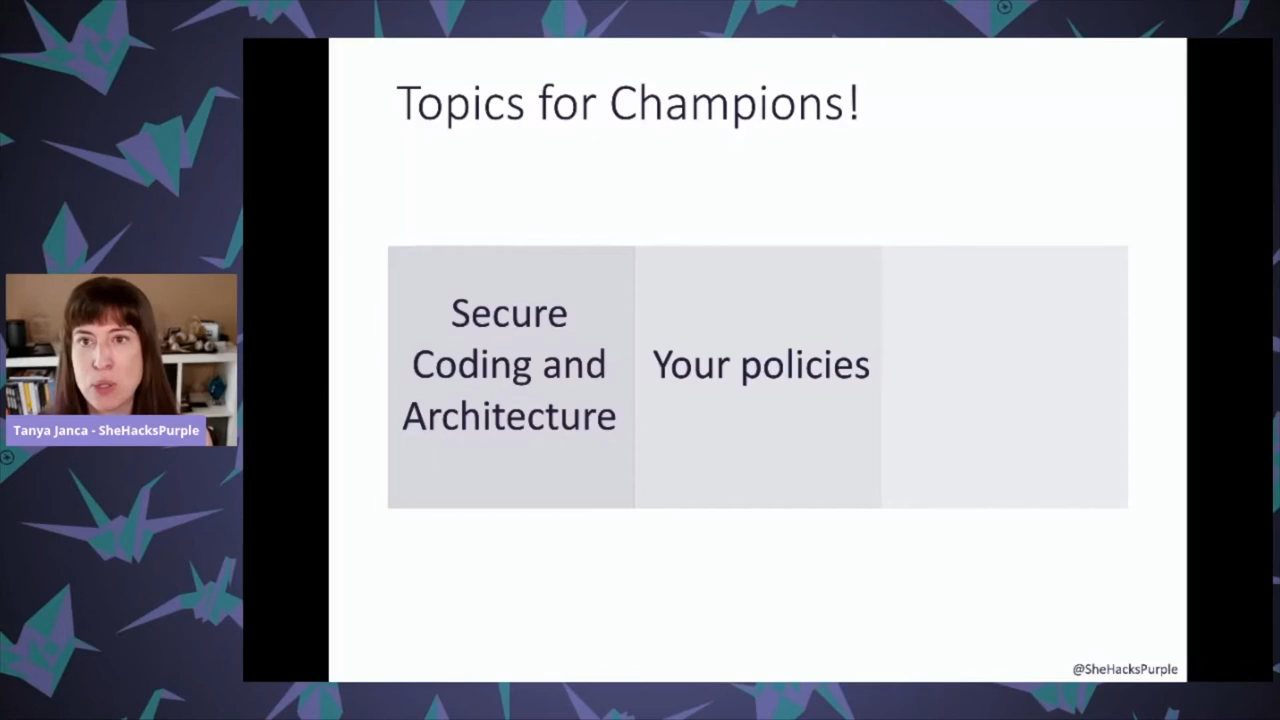 Topics for Champions!
Secure
Coding and
Architecture
Your policies
Tanya Janca - SheHacksPurple
@SheHacksPurple